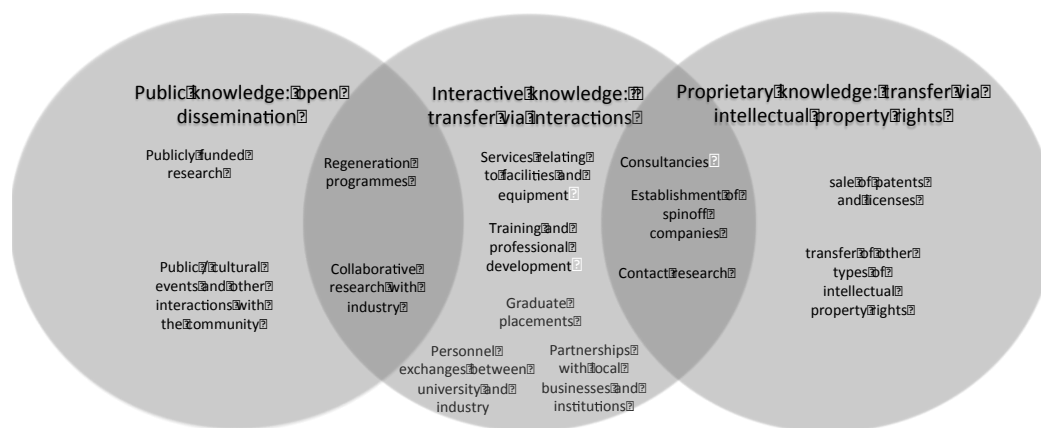 Public knowledge: open
dissemination
Publicly funded
research
Public / cultural
events and other
interactions with
the community
Regeneration
programmes
Collaborative
research with
industry
Interactive knowledge:
transfer via interactions
Services relating
to facilities and
equipment
Training and
professional
development
Graduate
placements
Personnel
exchanges between
university and
industry
Partnerships
with local
businesses and
institutions
Consultancies
Establishment of
spinoff
companies
Contact research
Proprietary knowledge: transfer via
intellectual property rights
sale of patents
and licenses
transfer of other
types of
intellectual
property rights